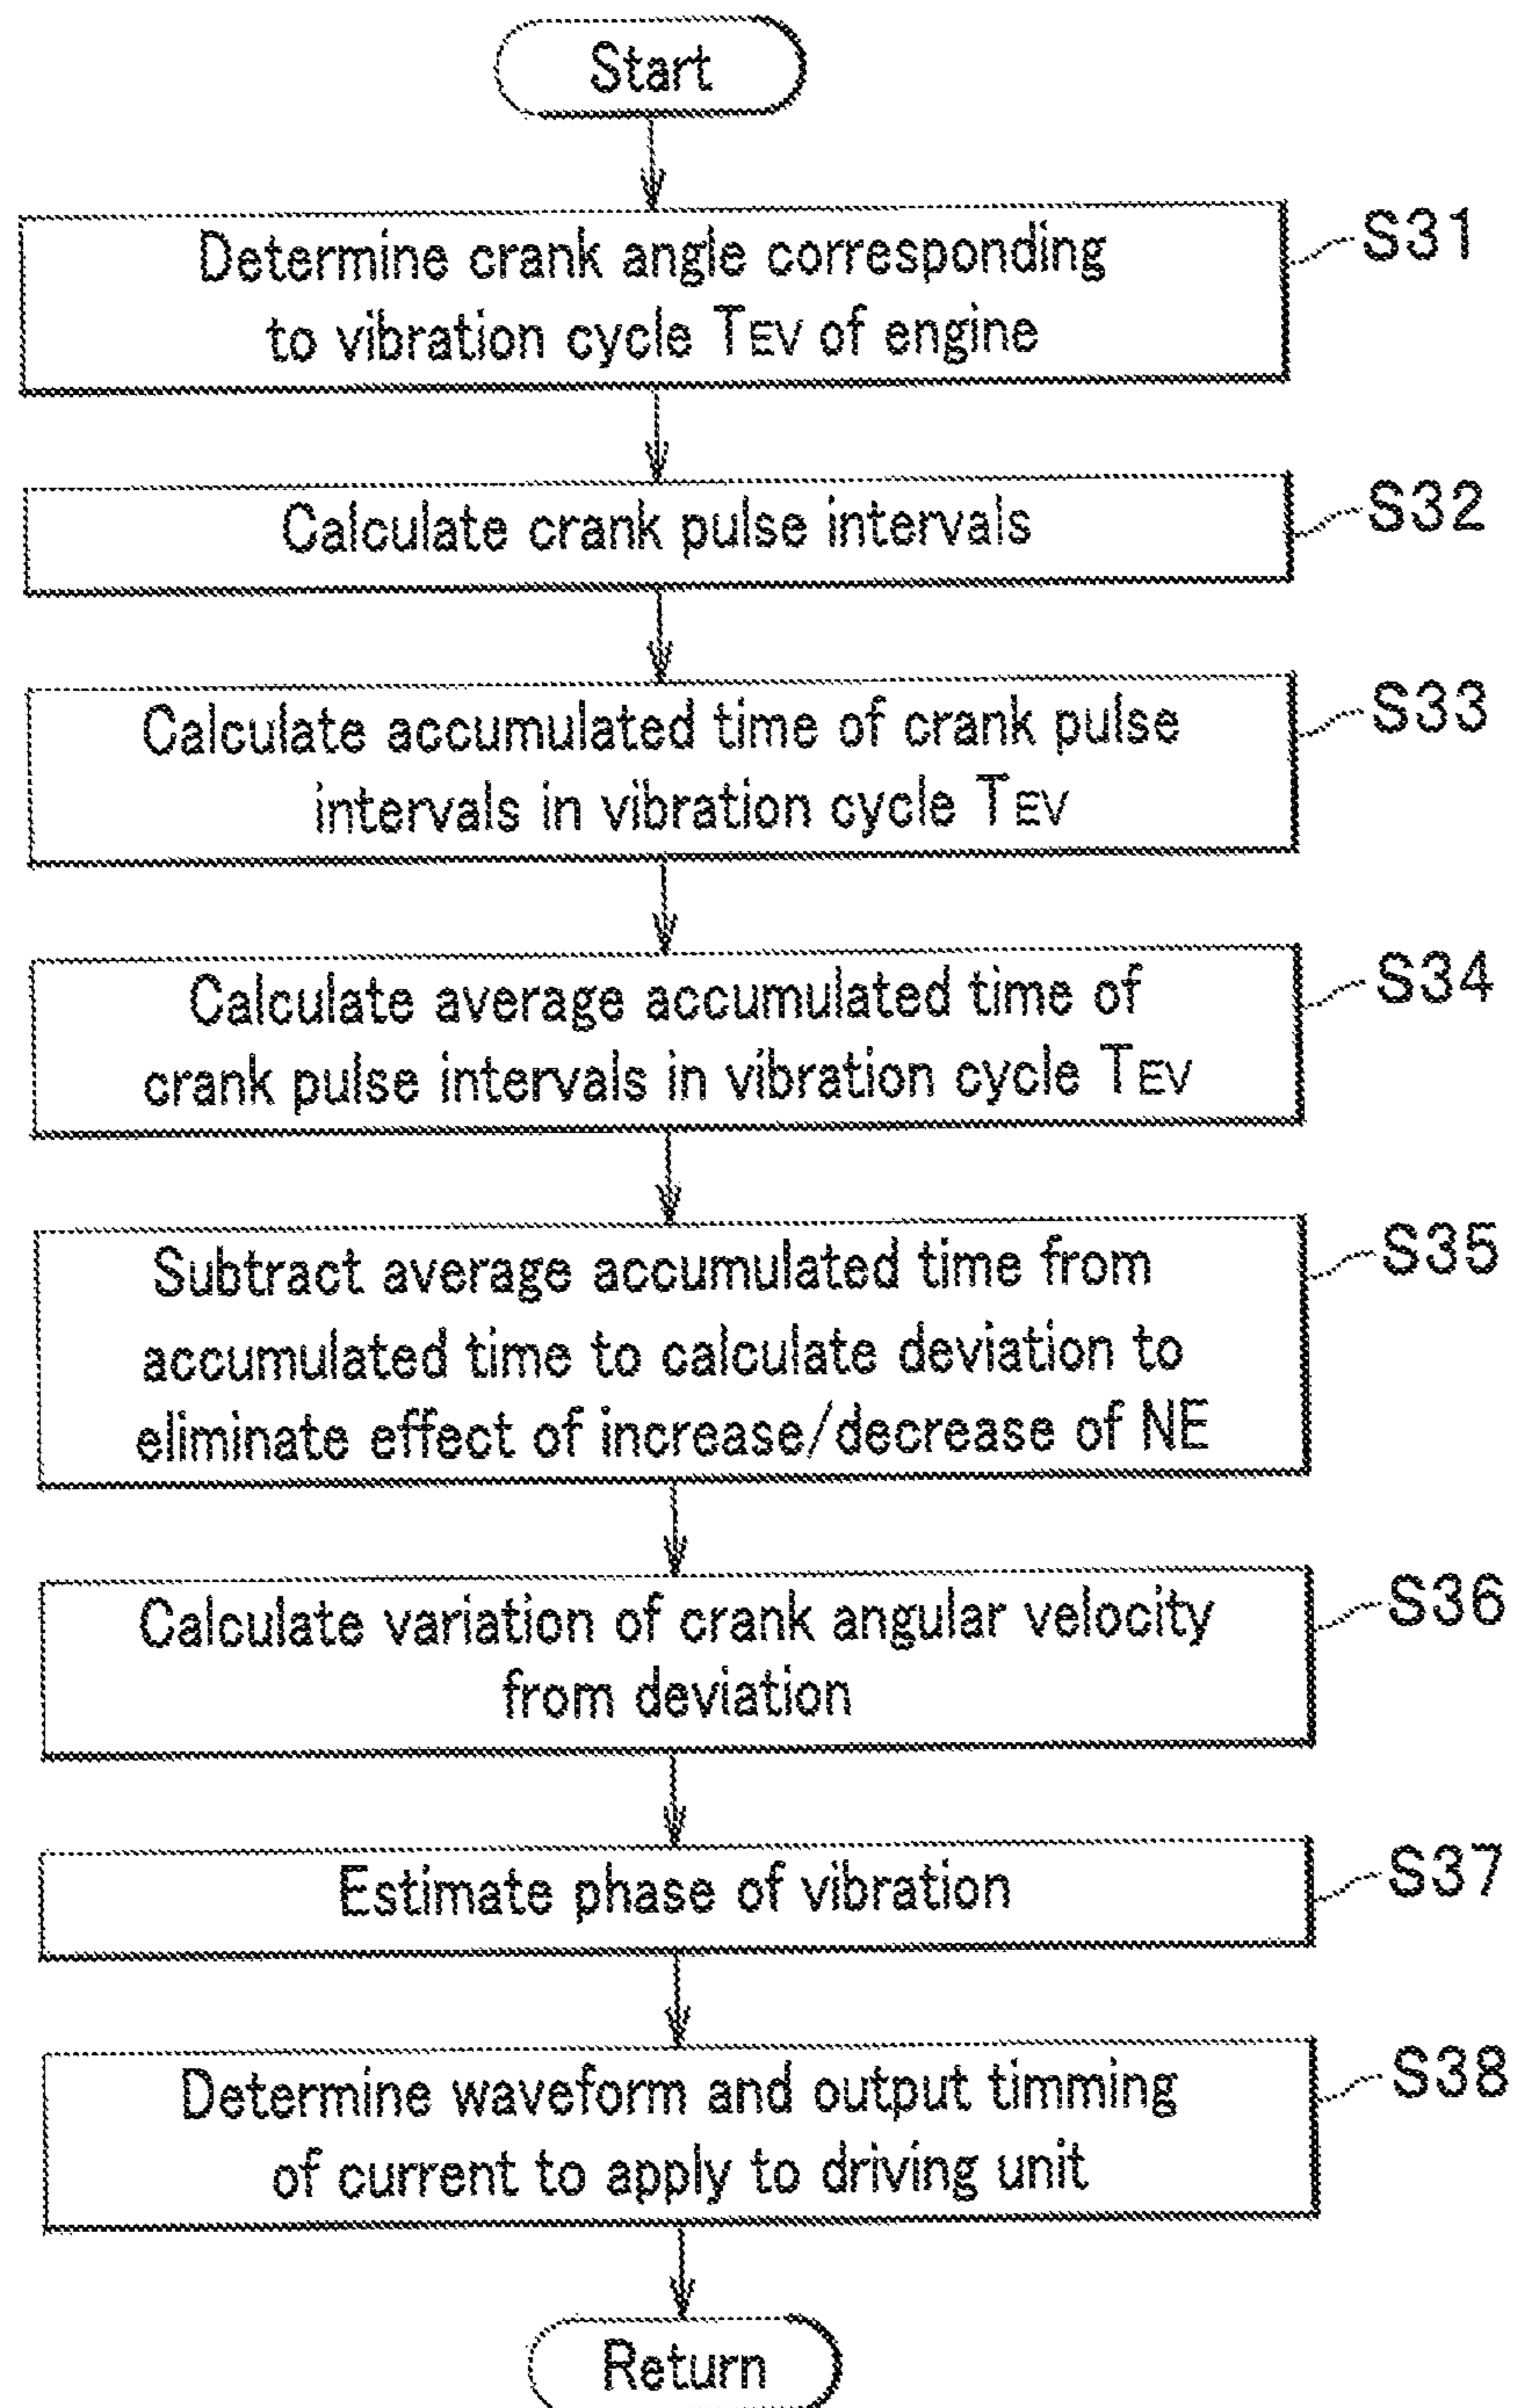 Start
Determine crank angle corresponding
to vibration cycle TEV of engine
S31
Calculate crank pulse intervals
S32
Calculate accumulated time of crank pulse
intervals in vibration cycle TEV
S33
Calculate average accumulated time of
crank pulse intervals in vibration cycle TEV
S34
Subtract average accumulated time from
accumulated time to calculate deviation to
eliminate effect of increase/decrease of NE
S35
Calculate variation of crank angular velocity
from deviation
S36
Estimate phase of vibration
S37
Determine waveform and output timming
of current to apply to driving unit
S38
Return